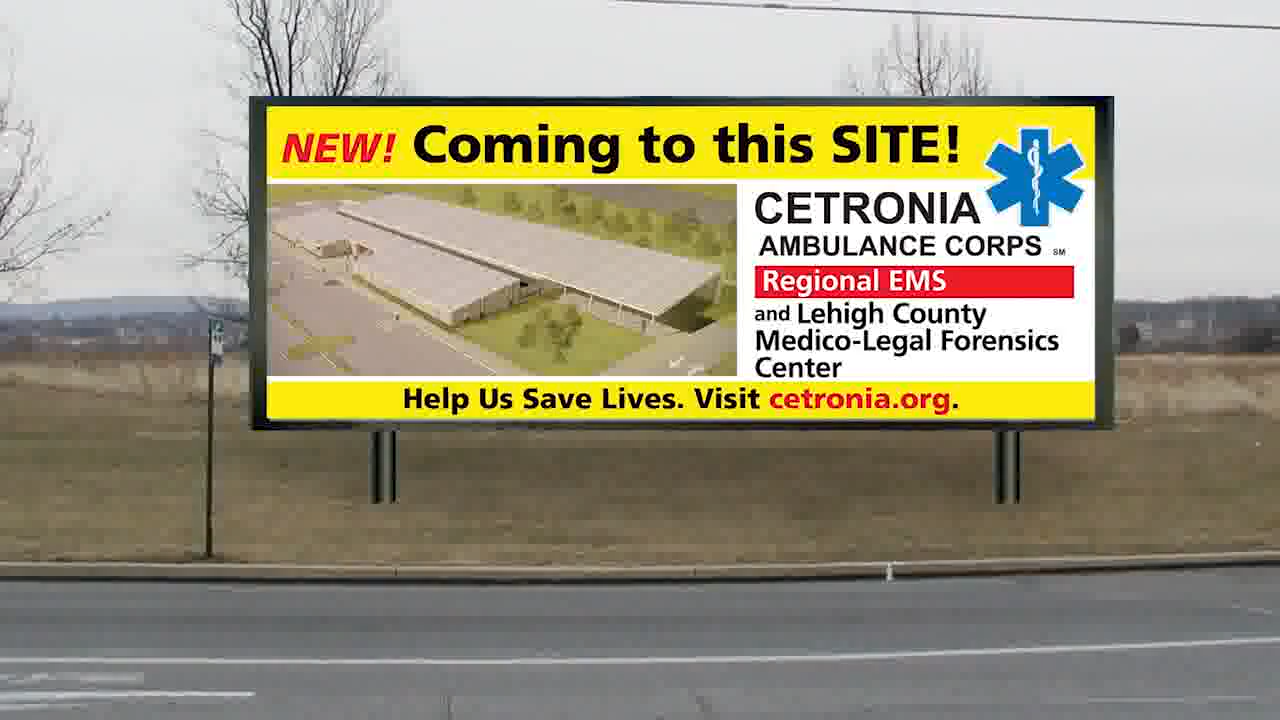 NEW! Coming to this SITE!
CETRONIA
AMBULANCE CORPS SM
Regional EMS
and Lehigh County
Medico-Legal Forensics
Center
Help Us Save Lives. Visit cetronia.org.